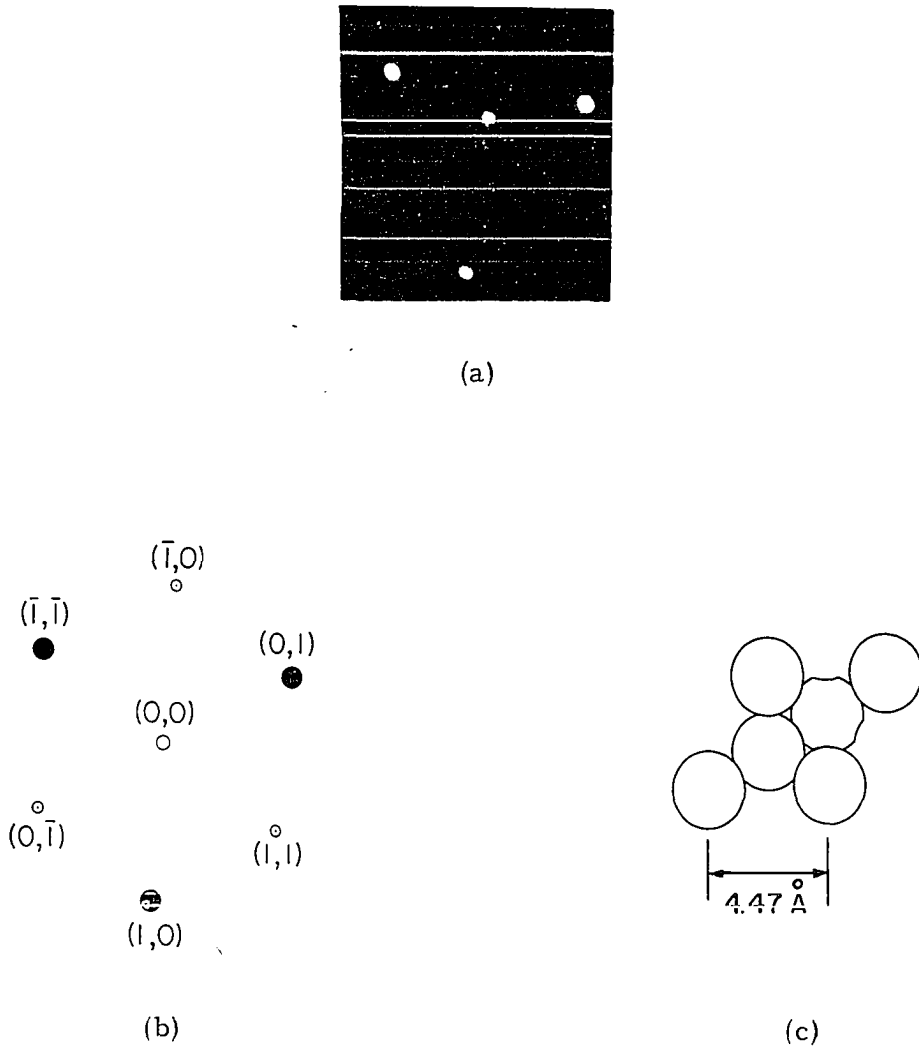 (a)
(1̄,0)
(1̄,1̄)
(0,1)
(0,0)
(0,1̄)
(1,1)
(1,0)
4.47 Å
(b)
(c)